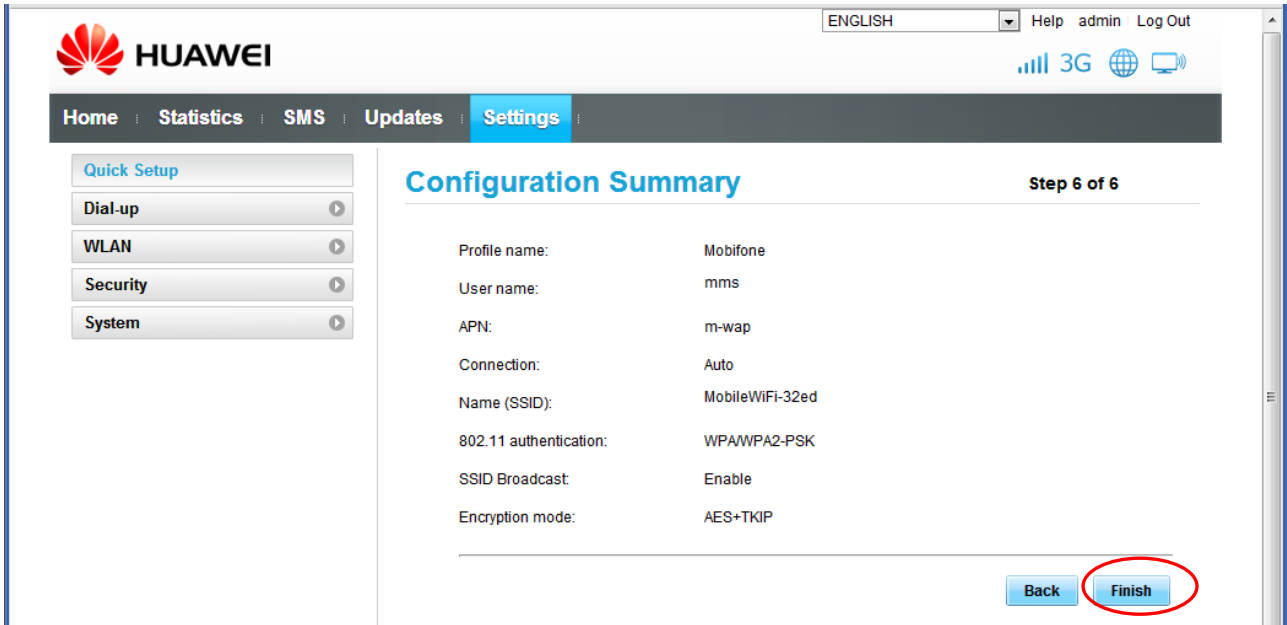 ENGLISH Help admin Log Out
HUAWEI
3G
Home Statistics SMS Updates Settings
Quick Setup
Dial-up
WLAN
Security
System
Configuration Summary Step 6 of 6
Profile name: Mobifone
User name: mms
APN: m-wap
Connection: Auto
Name (SSID): MobileWiFi-32ed
802.11 authentication: WPA/WPA2-PSK
SSID Broadcast: Enable
Encryption mode: AES+TKIP
Back Finish